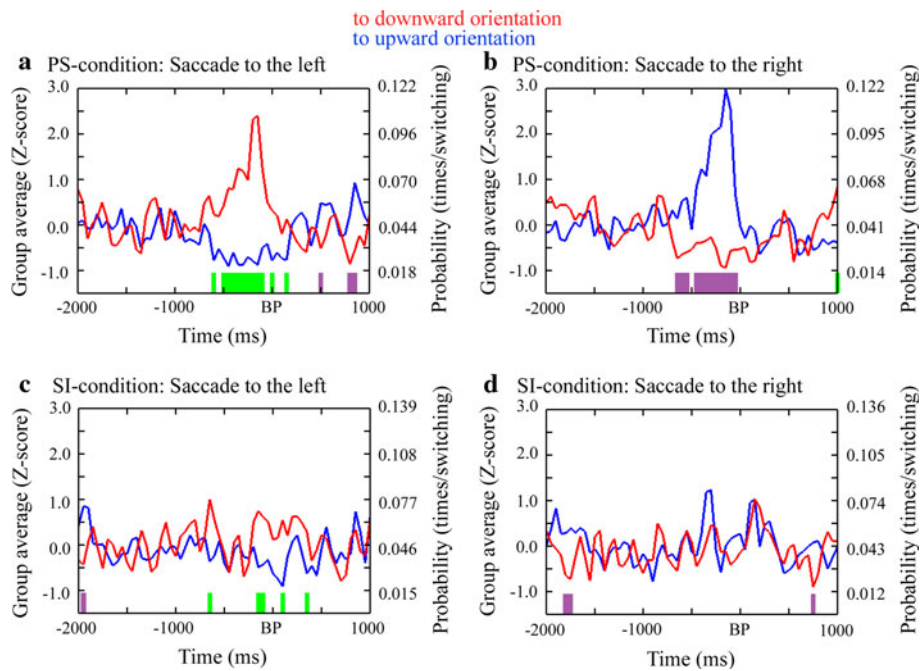 to downward orientation
to upward orientation
a PS-condition: Saccade to the left
3.0
2.0
1.0
0.0
-1.0
Group average (Z-score)
0.122
0.096
0.070
0.044
0.018
Probability (times/switching)
-2000 -1000 BP 1000
Time (ms)
b PS-condition: Saccade to the right
3.0
2.0
1.0
0.0
-1.0
Group average (Z-score)
0.122
0.095
0.068
0.041
0.014
Probability (times/switching)
-2000 -1000 BP 1000
Time (ms)
c SI-condition: Saccade to the left
3.0
2.0
1.0
0.0
-1.0
Group average (Z-score)
0.139
0.108
0.077
0.046
0.015
Probability (times/switching)
-2000 -1000 BP 1000
Time (ms)
d SI-condition: Saccade to the right
3.0
2.0
1.0
0.0
-1.0
Group average (Z-score)
0.136
0.105
0.074
0.043
0.012
Probability (times/switching)
-2000 -1000 BP 1000
Time (ms)